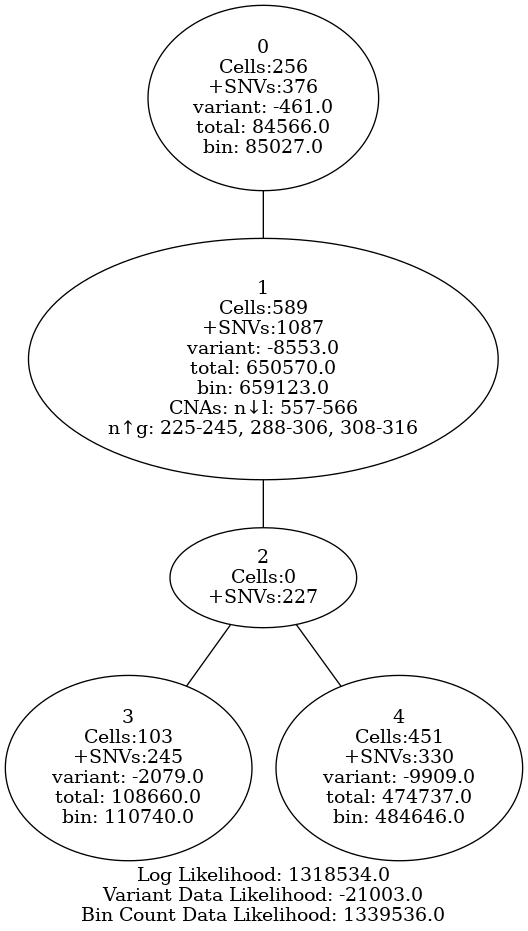 0
Cells:256
+SNVs:376
variant: -461.0
total: 84566.0
bin: 85027.0
1
Cells:589
+SNVs:1087
variant: -8553.0
total: 650570.0
bin: 659123.0
CNAs: n↓l: 557-566
n↑g: 225-245, 288-306, 308-316
2
Cells:0
+SNVs:227
3
Cells:103
+SNVs:245
variant: -2079.0
total: 108660.0
bin: 110740.0
4
Cells:451
+SNVs:330
variant: -9909.0
total: 474737.0
bin: 484646.0
Log Likelihood: 1318534.0
Variant Data Likelihood: -21003.0
Bin Count Data Likelihood: 1339536.0